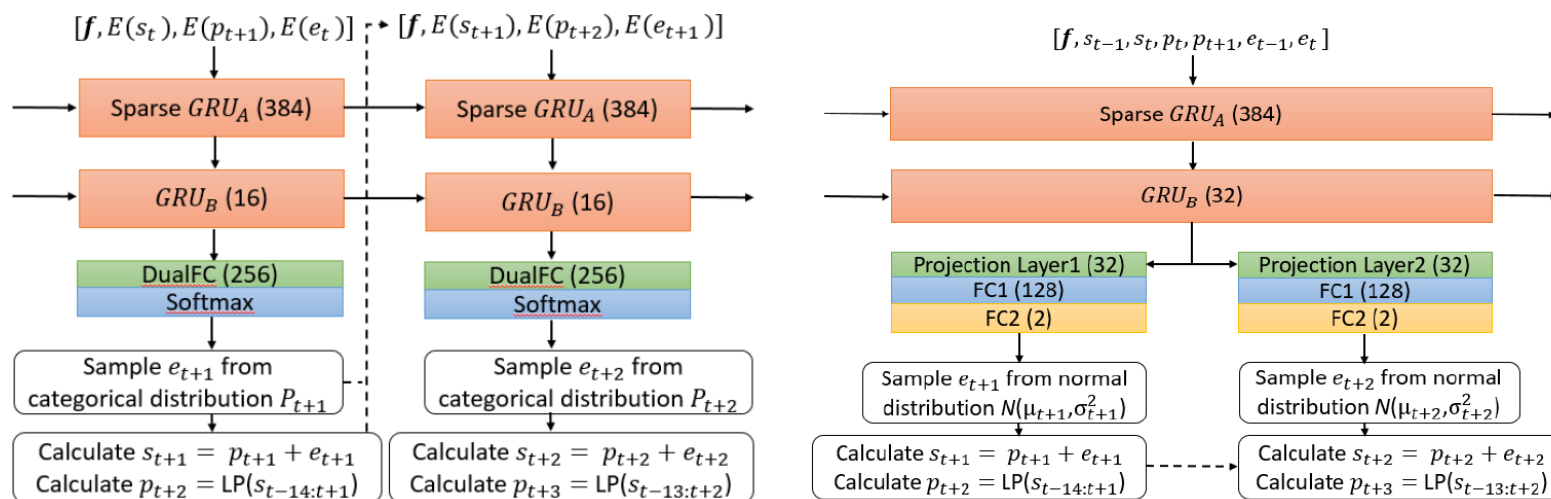 [f, E(s_t), E(p_{t+1}), E(e_t)]
Sparse GRU_A (384)
GRU_B (16)
DualFC (256)
Softmax
Sample e_{t+1} from
categorical distribution P_{t+1}
Calculate s_{t+1} = p_{t+1} + e_{t+1}
Calculate p_{t+2} = LP(s_{t-14:t+1})
[f, E(s_{t+1}), E(p_{t+2}), E(e_{t+1})]
Sparse GRU_A (384)
GRU_B (16)
DualFC (256)
Softmax
Sample e_{t+2} from
categorical distribution P_{t+2}
Calculate s_{t+2} = p_{t+2} + e_{t+2}
Calculate p_{t+3} = LP(s_{t-13:t+2})
[f, s_{t-1}, s_t, p_t, p_{t+1}, e_{t-1}, e_t ]
Sparse GRU_A (384)
GRU_B (32)
Projection Layer1 (32)
FC1 (128)
FC2 (2)
Sample e_{t+1} from normal
distribution N(μ_{t+1},σ²_{t+1})
Calculate s_{t+1} = p_{t+1} + e_{t+1}
Calculate p_{t+2} = LP(s_{t-14:t+1})
Projection Layer2 (32)
FC1 (128)
FC2 (2)
Sample e_{t+2} from normal
distribution N(μ_{t+2},σ²_{t+2})
Calculate s_{t+2} = p_{t+2} + e_{t+2}
Calculate p_{t+3} = LP(s_{t-13:t+2})